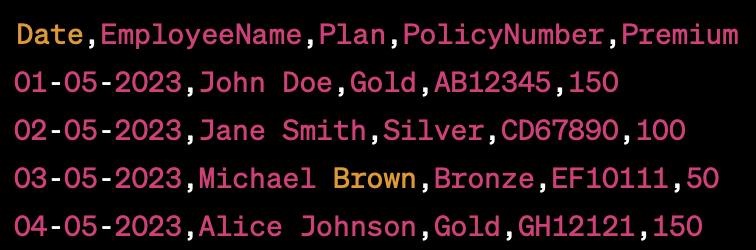 Date,EmployeeName,Plan,PolicyNumber,Premium
01-05-2023,John Doe,Gold,AB12345,150
02-05-2023,Jane Smith,Silver,CD67890,100
03-05-2023,Michael Brown,Bronze,EF10111,50
04-05-2023,Alice Johnson,Gold,GH12121,150